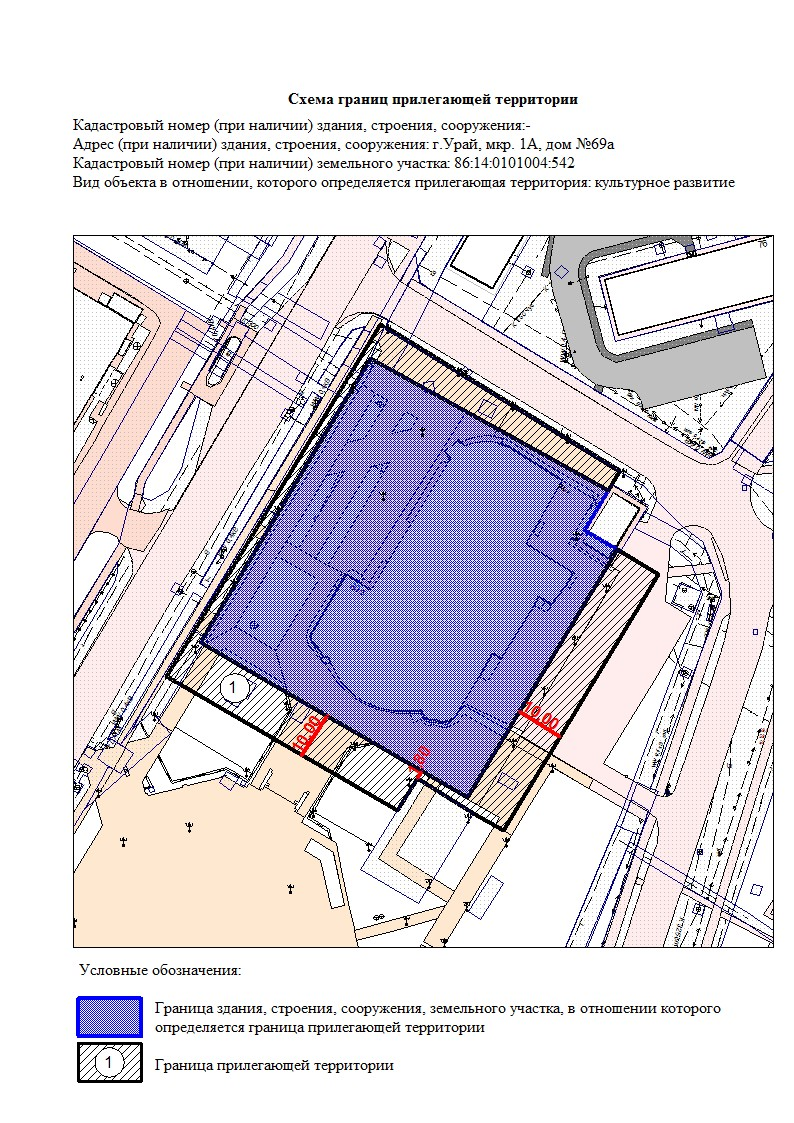 Схема границ прилегающей территории
Кадастровый номер (при наличии) здания, строения, сооружения:-
Адрес (при наличии) здания, строения, сооружения: г.Урай, мкр. 1А, дом №69а
Кадастровый номер (при наличии) земельного участка: 86:14:0101004:542
Вид объекта в отношении, которого определяется прилегающая территория: культурное развитие
76
1
10.00
10.00
Условные обозначения:
Граница здания, строения, сооружения, земельного участка, в отношении которого
определяется граница прилегающей территории
1
Граница прилегающей территории